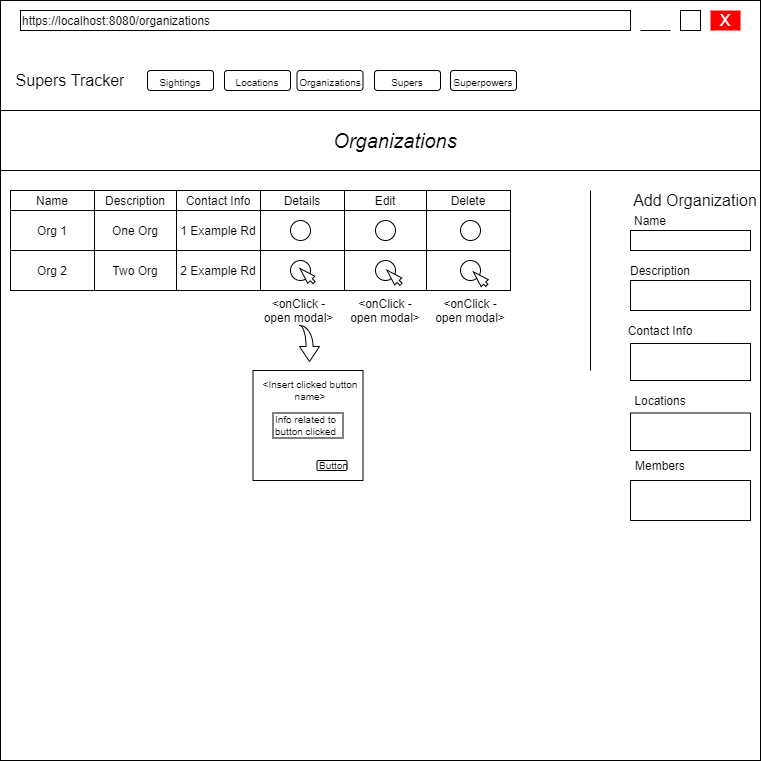 https://localhost:8080/organizations
X
Supers Tracker
Sightings
Locations
Organizations
Supers
Superpowers
Organizations
Name Description Contact Info Details Edit Delete
Org 1 One Org 1 Example Rd
Org 2 Two Org 2 Example Rd
<onClick -
open modal>
<onClick -
open modal>
<onClick -
open modal>
<Insert clicked button
name>
Info related to
button clicked
Button
Add Organization
Name
Description
Contact Info
Locations
Members